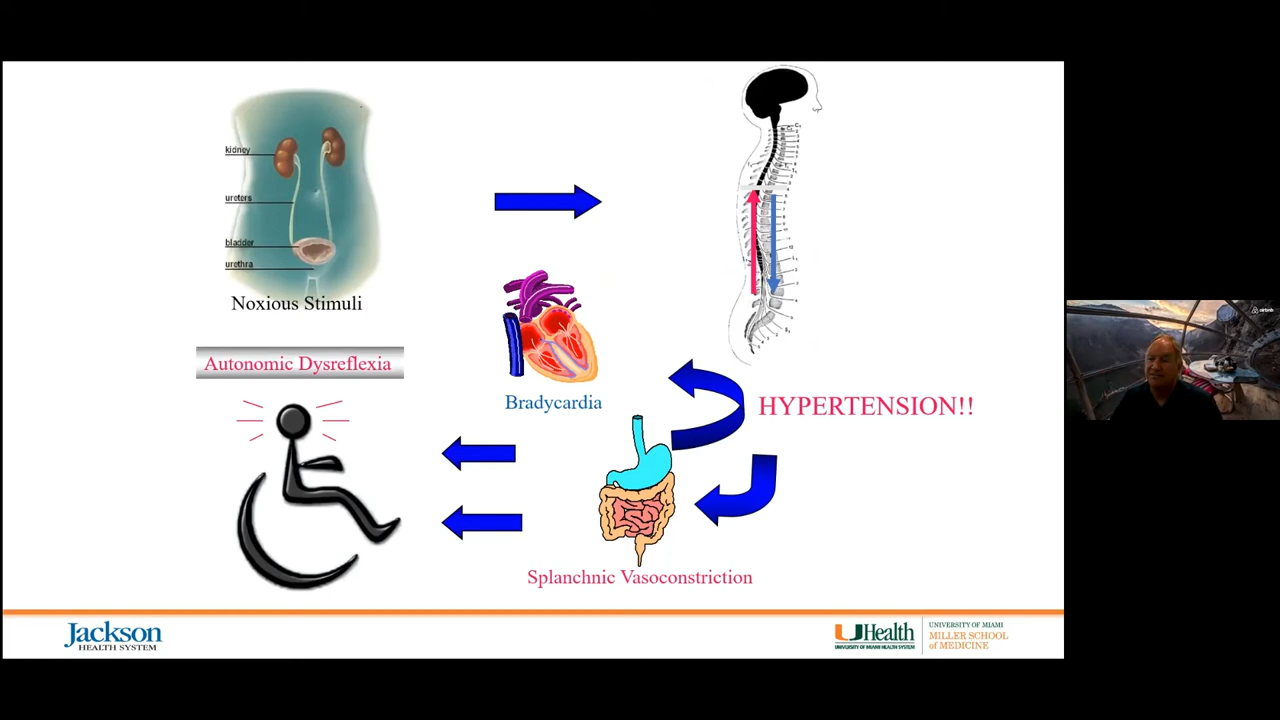 kidney
ureters
bladder
urethra
Noxious Stimuli
Autonomic Dysreflexia
Bradycardia
HYPERTENSION!!
Splanchnic Vasoconstriction
Jackson
HEALTH SYSTEM
UHealth
UNIVERSITY OF MIAMI HEALTH SYSTEM
UNIVERSITY OF MIAMI
MILLER SCHOOL
of MEDICINE
airbnb